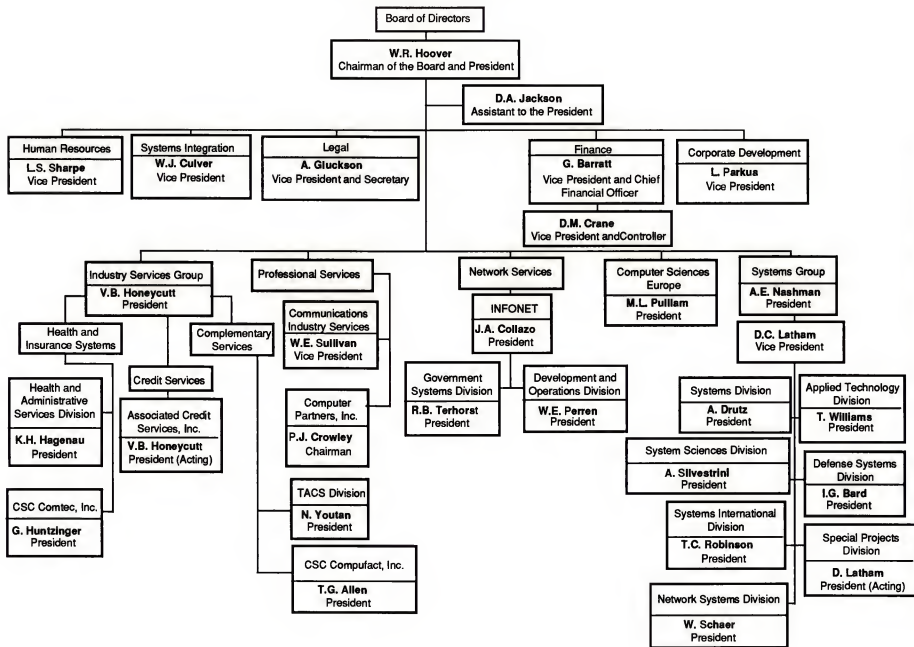 Board of Directors
W.R. Hoover
Chairman of the Board and President
D.A. Jackson
Assistant to the President
Human Resources
L.S. Sharpe
Vice President
Systems Integration
W.J. Culver
Vice President
Legal
A. Gluckson
Vice President and Secretary
Finance
G. Barratt
Vice President and Chief
Financial Officer
Corporate Development
L. Parkua
Vice President
D.M. Crane
Vice President andController
Industry Services Group
V.B. Honeycutt
President
Health and
Insurance Systems
Complementary
Services
Health and
Administrative
Services Division
K.H. Hagenau
President
Credit Services
Associated Credit
Services, Inc.
V.B. Honeycutt
President (Acting)
CSC Comtec, Inc.
G. Huntzinger
President
TACS Division
N. Youtan
President
CSC Compufact, Inc.
T.G. Allen
President
Professional Services
Communications
Industry Services
W.E. Sullivan
Vice President
Computer
Partners, Inc.
P.J. Crowley
Chairman
Network Services
INFONET
J.A. Collazo
President
Government
Systems Division
R.B. Terhorst
President
Development and
Operations Division
W.E. Perren
President
Computer Sciences
Europe
M.L. Pulliam
President
Systems Group
A.E. Nashman
President
D.C. Latham
Vice President
Systems Division
A. Drutz
President
Applied Technology
Division
T. Williams
President
System Sciences Division
A. Silvestrini
President
Defense Systems
Division
I.G. Bard
President
Systems International
Division
T.C. Robinson
President
Special Projects
Division
D. Latham
President (Acting)
Network Systems Division
W. Schaer
President